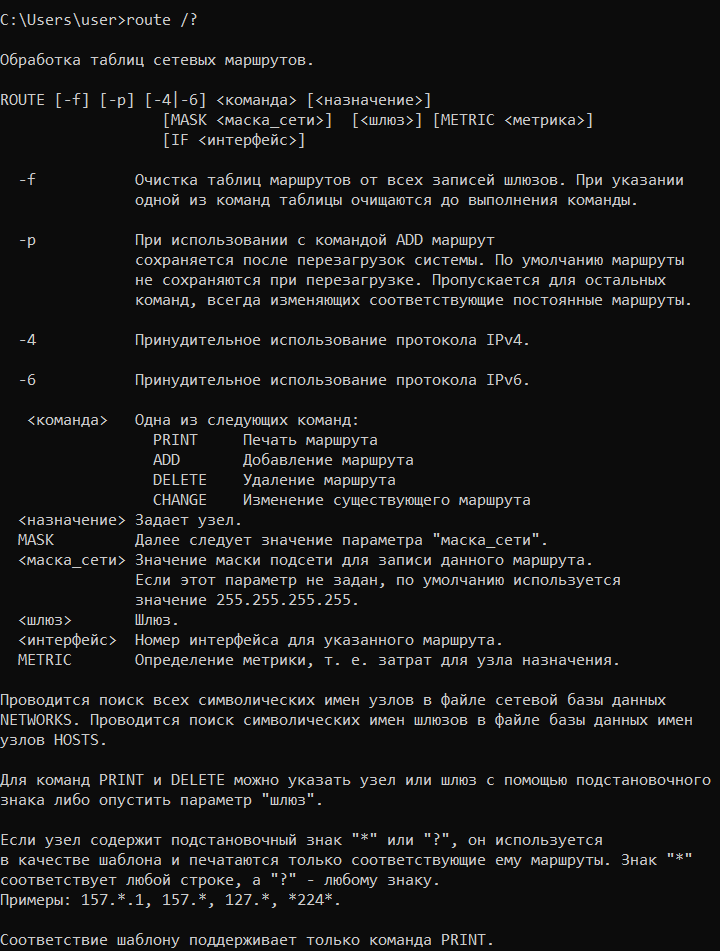 C:\Users\user>route /?
Обработка таблиц сетевых маршрутов.
ROUTE [-f] [-p] [-4|-6] <команда> [<назначение>]
[MASK <маска_сети>]  [<шлюз>] [METRIC <метрика>]
[IF <интерфейс>]
-f           Очистка таблиц маршрутов от всех записей шлюзов. При указании
одной из команд таблицы очищаются до выполнения команды.
-p           При использовании с командой ADD маршрут
сохраняется после перезагрузок системы. По умолчанию маршруты
не сохраняются при перезагрузке. Пропускается для остальных
команд, всегда изменяющих соответствующие постоянные маршруты.
-4           Принудительное использование протокола IPv4.
-6           Принудительное использование протокола IPv6.
<команда>   Одна из следующих команд:
PRINT     Печать маршрута
ADD       Добавление маршрута
DELETE    Удаление маршрута
CHANGE    Изменение существующего маршрута
<назначение> Задает узел.
MASK         Далее следует значение параметра "маска_сети".
<маска_сети> Значение маски подсети для записи данного маршрута.
Если этот параметр не задан, по умолчанию используется
значение 255.255.255.255.
<шлюз>       Шлюз.
<интерфейс>  Номер интерфейса для указанного маршрута.
METRIC       Определение метрики, т. е. затрат для узла назначения.
Проводится поиск всех символических имен узлов в файле сетевой базы данных
NETWORKS. Проводится поиск символических имен шлюзов в файле базы данных имен
узлов HOSTS.
Для команд PRINT и DELETE можно указать узел или шлюз с помощью подстановочного
знака либо опустить параметр "шлюз".
Если узел содержит подстановочный знак "*" или "?", он используется
в качестве шаблона и печатаются только соответствующие ему маршруты. Знак "*"
соответствует любой строке, а "?" - любому знаку.
Примеры: 157.*.1, 157.*, 127.*, *224*.
Соответствие шаблону поддерживает только команда PRINT.